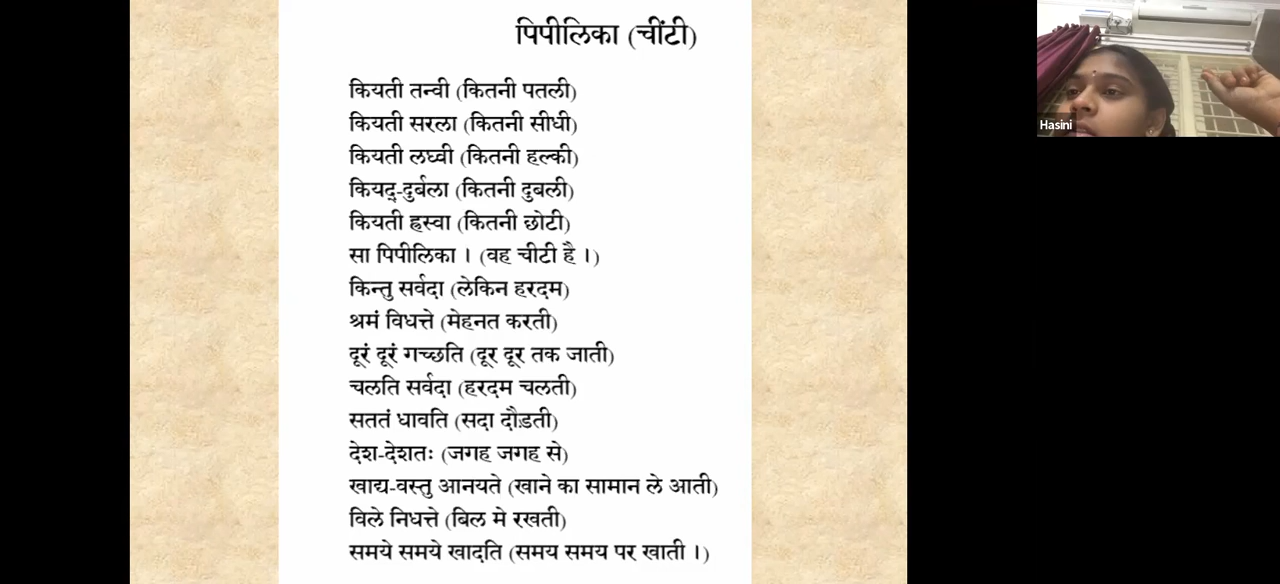 पिपीलिका (चींटी)
कियती तन्वी (कितनी पतली)
कियती सरला (कितनी सीधी)
कियती लघ्वी (कितनी हल्की)
कियद्-दुर्बला (कितनी दुबली)
कियती ह्रस्वा (कितनी छोटी)
सा पिपीलिका । (वह चीटी है ।)
किन्तु सर्वदा (लेकिन हरदम)
श्रमं विधत्ते (मेहनत करती)
दूरं दूरं गच्छति (दूर दूर तक जाती)
चलति सर्वदा (हरदम चलती)
सततं धावति (सदा दौड़ती)
देश-देशतः (जगह जगह से)
खाद्य-वस्तु आनयते (खाने का सामान ले आती)
विले निधत्ते (बिल मे रखती)
समये समये खादति (समय समय पर खाती ।)
Hasini